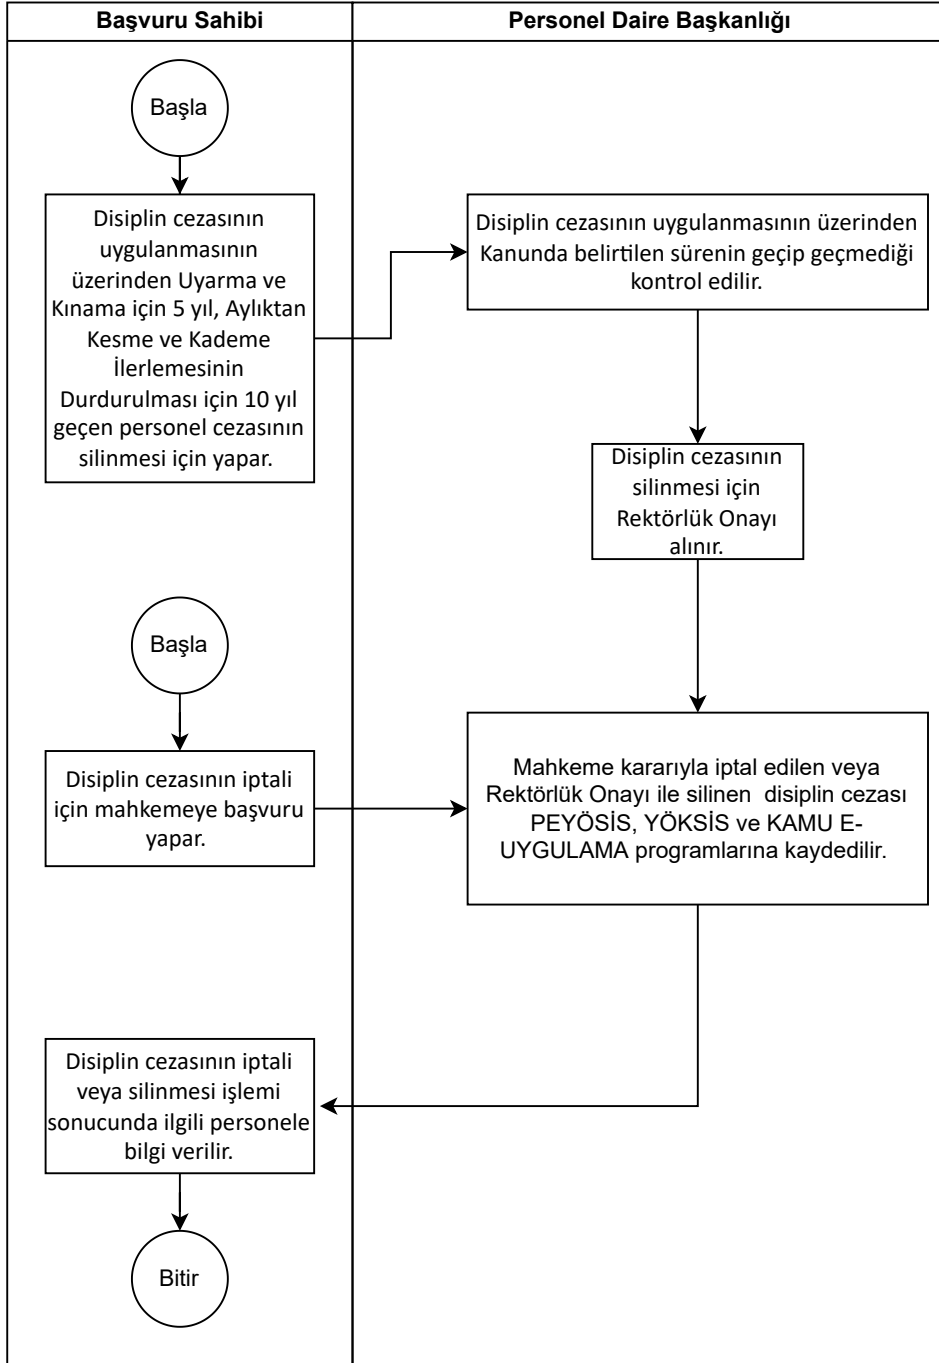 Başvuru Sahibi
Personel Daire Başkanlığı
Başla
Disiplin cezasının
uygulanmasının
üzerinden Uyarma ve
Kınama için 5 yıl, Aylıktan
Kesme ve Kademe
İlerlemesinin
Durdurulması için 10 yıl
geçen personel cezasının
silinmesi için yapar.
Disiplin cezasının uygulanmasının üzerinden
Kanunda belirtilen sürenin geçip geçmediği
kontrol edilir.
Disiplin cezasının
silinmesi için
Rektörlük Onayı
alınır.
Başla
Disiplin cezasının iptali
için mahkemeye başvuru
yapar.
Mahkeme kararıyla iptal edilen veya
Rektörlük Onayı ile silinen  disiplin cezası
PEYÖSİS, YÖKSİS ve KAMU E-
UYGULAMA programlarına kaydedilir.
Disiplin cezasının iptali
veya silinmesi işlemi
sonucunda ilgili personele
bilgi verilir.
Bitir